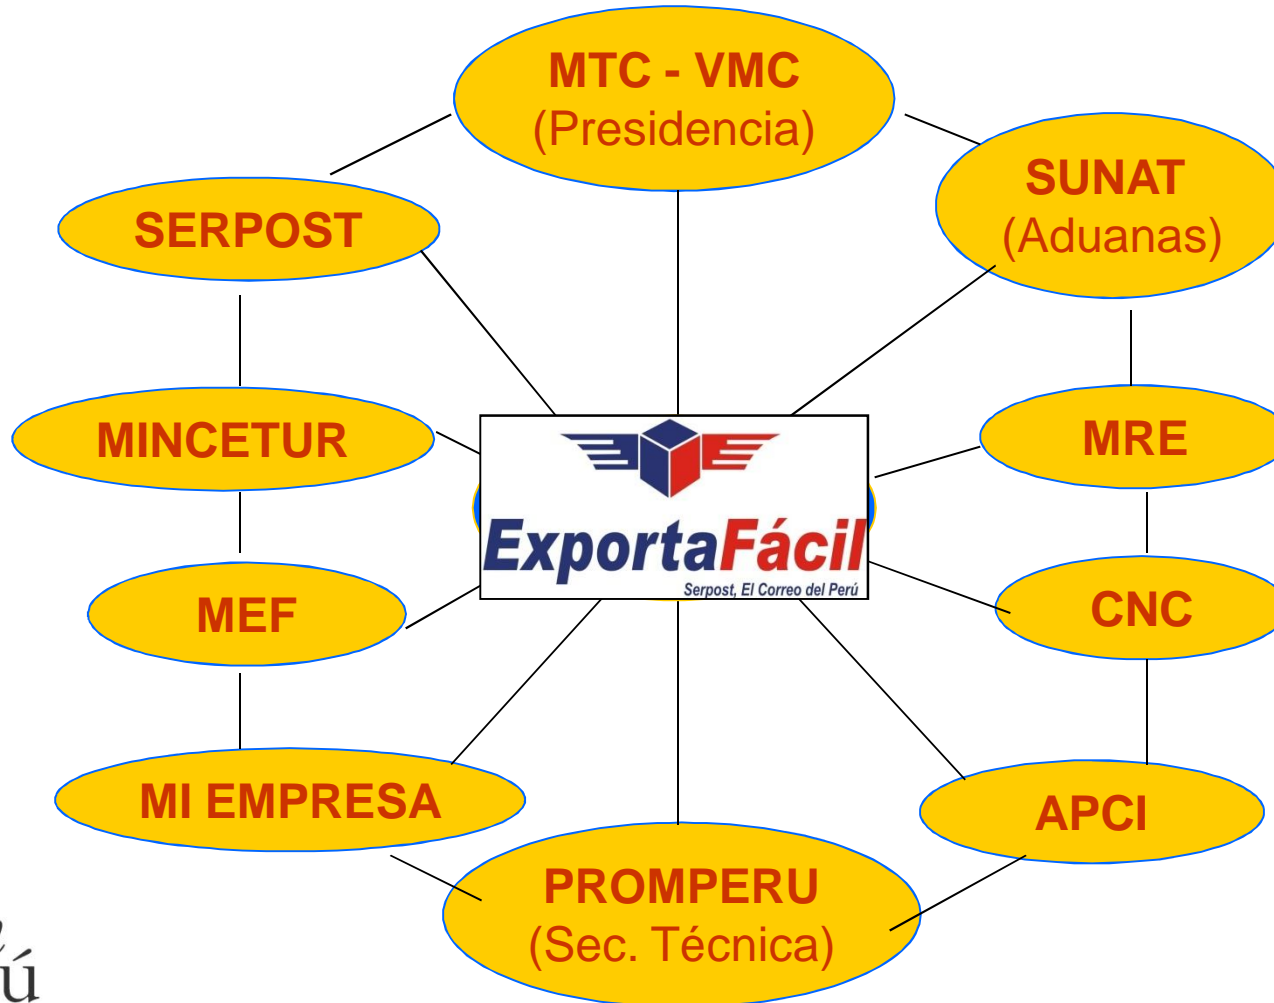 MTC - VMC
(Presidencia)
SUNAT
(Aduanas)
SERPOST
MINCETUR
MRE
ExportaFácil
Serpost, El Correo del Perú
MEF
CNC
MI EMPRESA
APCI
PROMPERU
(Sec. Técnica)
ú